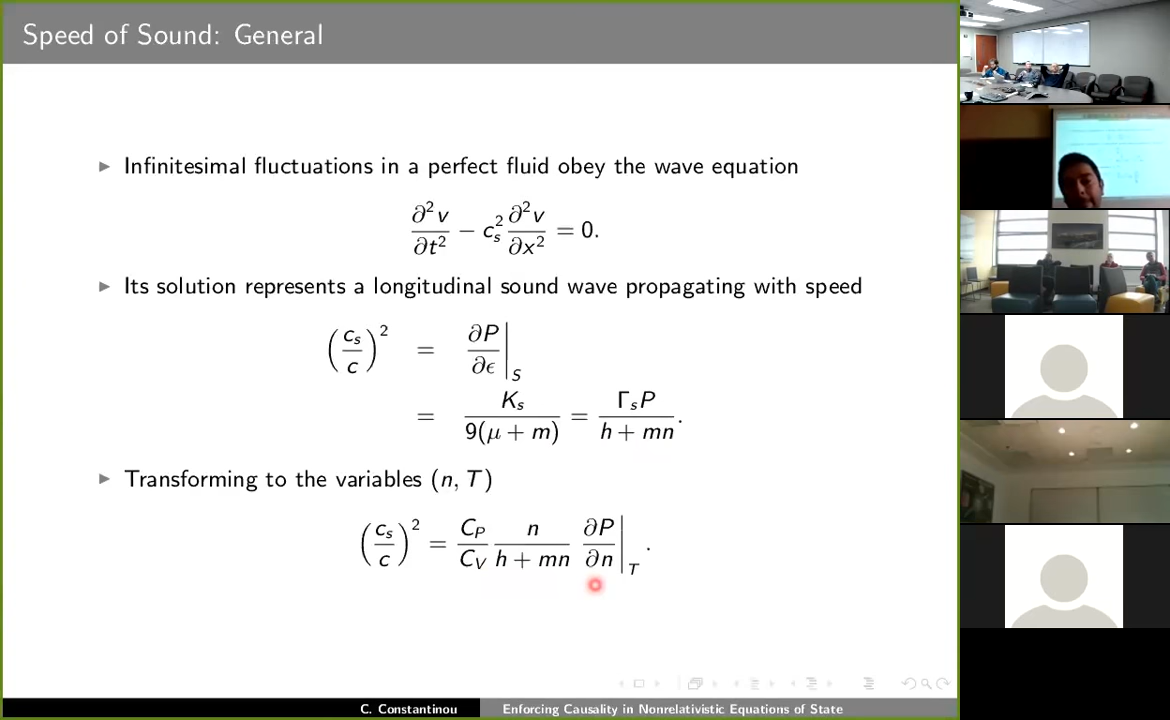 Speed of Sound: General
▶ Infinitesimal fluctuations in a perfect fluid obey the wave equation
∂²v/∂t² − c_s² ∂²v/∂x² = 0.
▶ Its solution represents a longitudinal sound wave propagating with speed
(c_s/c)² = ∂P/∂ϵ|_S
= K_s/9(μ + m) = Γ_s P/h + mn.
▶ Transforming to the variables (n, T)
(c_s/c)² = C_P/C_V n/h + mn ∂P/∂n|_T.
C. Constantinou Enforcing Causality in Nonrelativistic Equations of State